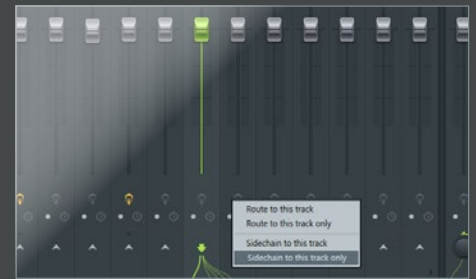 Route to this track
Route to this track only
Sidechain to this track
Sidechain to this track only